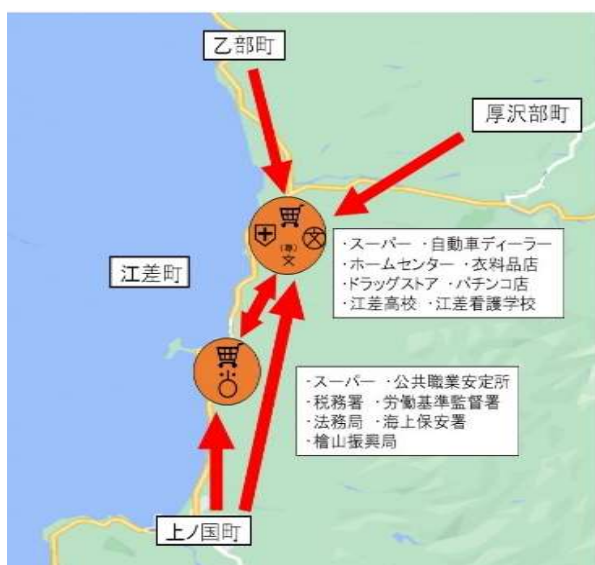 乙部町
厚沢部町
(専)
文
文
江差町
・スーパー ・自動車ディーラー
・ホームセンター ・衣料品店
・ドラッグストア ・パチンコ店
・江差高校 ・江差看護学校
・スーパー ・公共職業安定所
・税務署 ・労働基準監督署
・法務局 ・海上保安署
・檜山振興局
上ノ国町